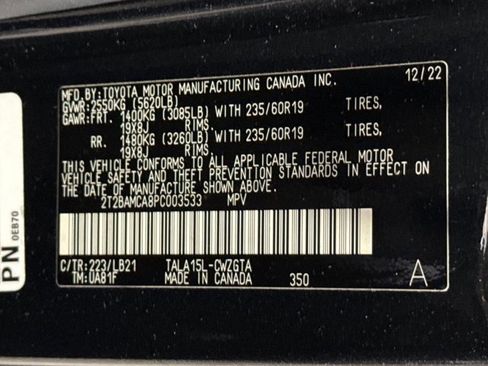 MFD.BY:TOYOTA MOTOR MANUFACTURING CANADA INC. 12/22
GVWR:2550KG (5620LB)
GAWR:FRT. 1400KG (3085LB) WITH 235/60R19 TIRES,
19X8J RIMS
RR. 1480KG (3260LB) WITH 235/60R19 TIRES,
19X8J RIMS
THIS VEHICLE CONFORMS TO ALL APPLICABLE FEDERAL MOTOR
VEHICLE SAFETY AND THEFT PREVENTION STANDARDS IN EFFECT ON
THE DATE OF MANUFACTURE SHOWN ABOVE.
2T2BAMCA8PC003533 MPV
C/TR:223/LB21 TALA15L-CWZGTA
TM:UA81F MADE IN CANADA 350 A
PN 0EB70